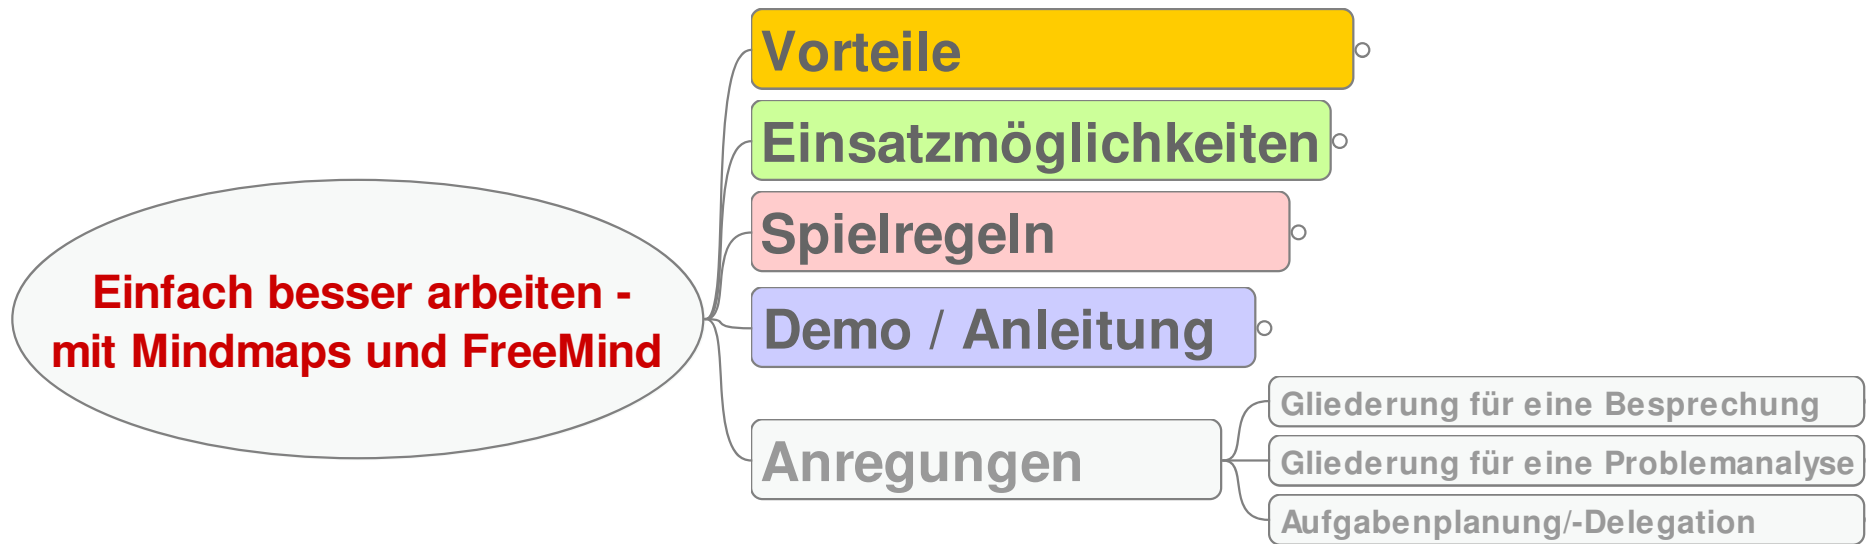 Einfach besser arbeiten -
mit Mindmaps und FreeMind
Vorteile
Einsatzmöglichkeiten
Spielregeln
Demo / Anleitung
Anregungen
Gliederung für eine Besprechung
Gliederung für eine Problemanalyse
Aufgabenplanung/-Delegation